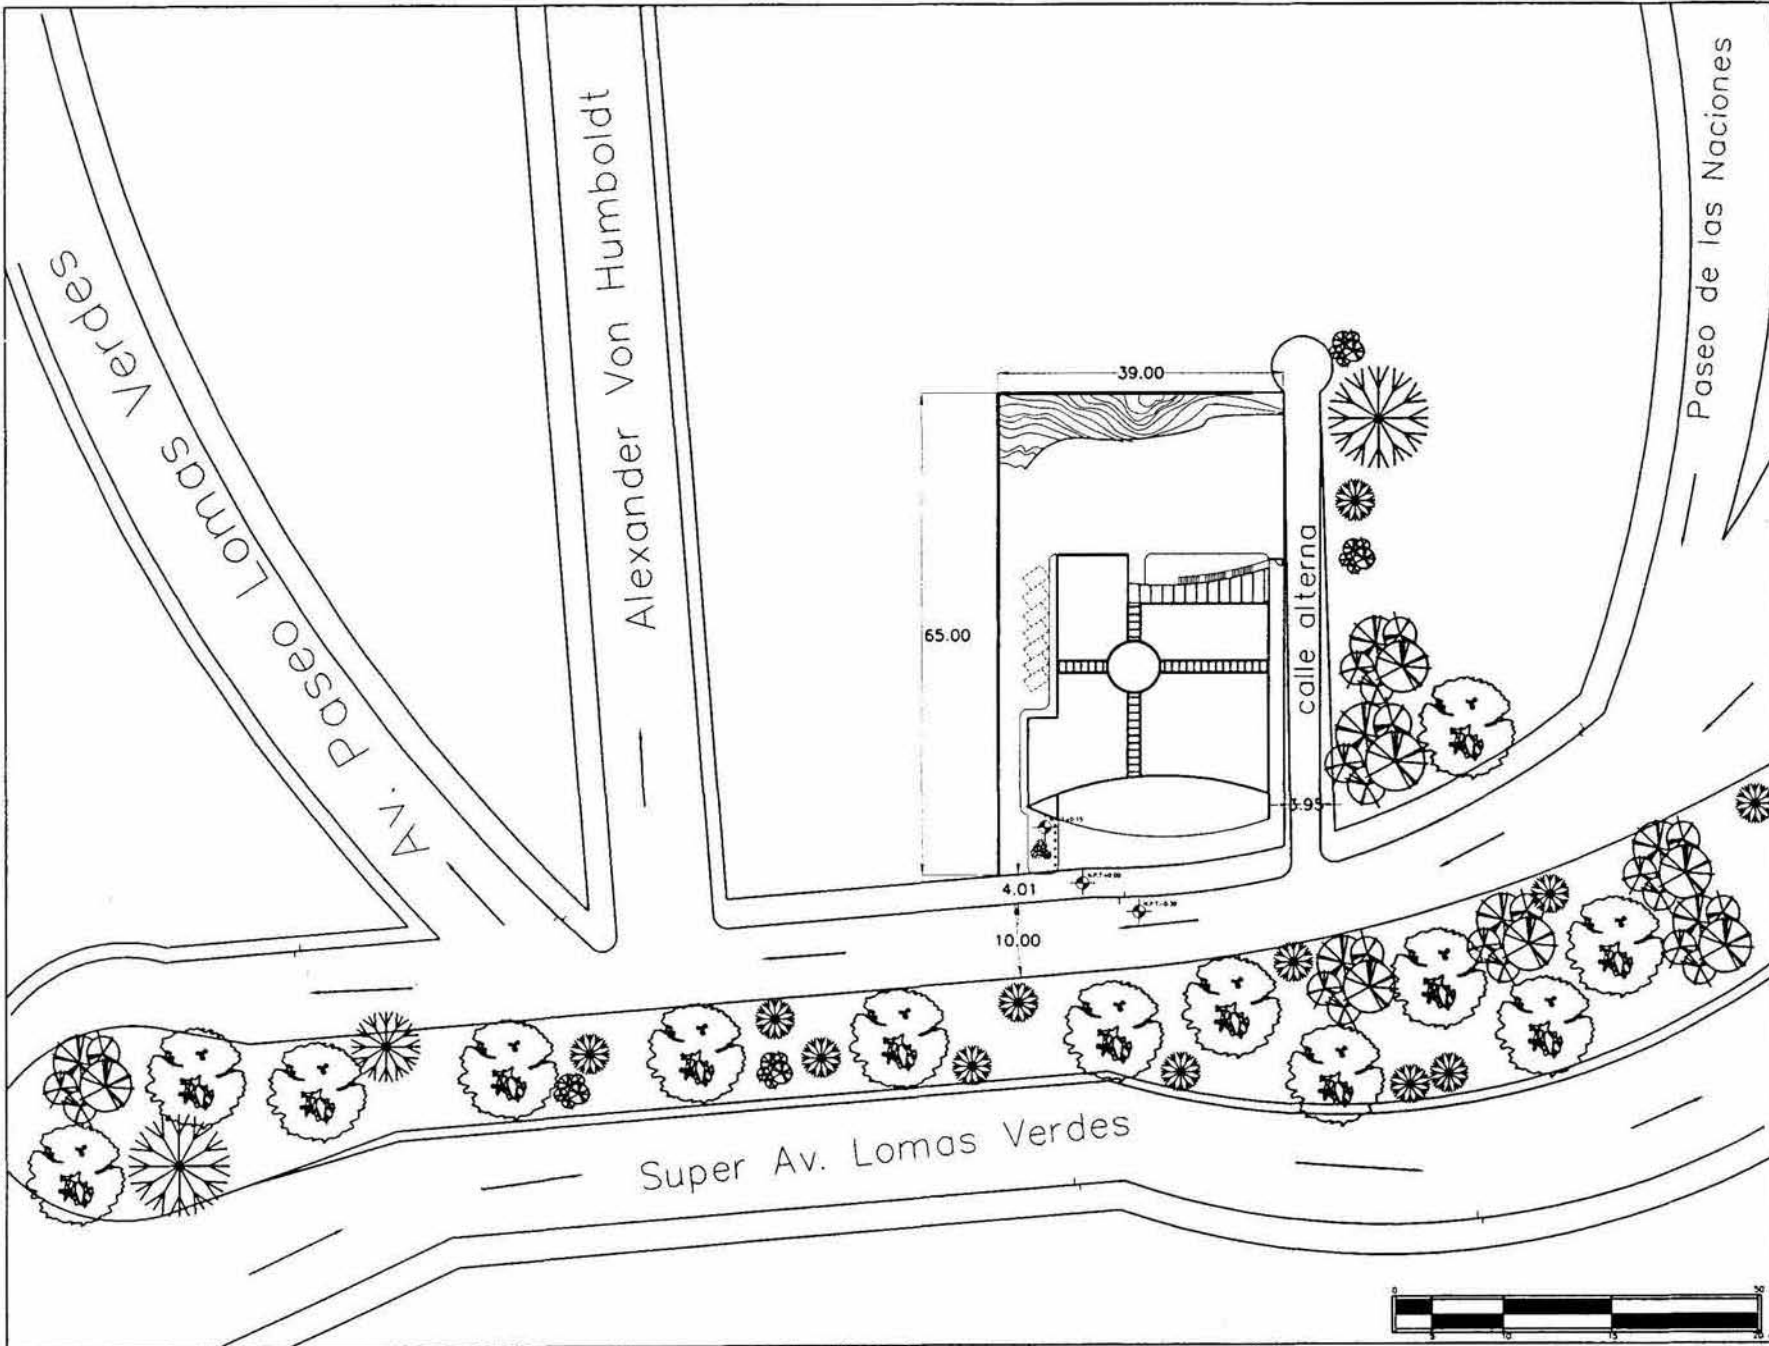 Av. Paseo Lomas Verdes
Alexander Von Humboldt
Paseo de las Naciones
39.00
65.00
calle alterna
3.95
4.01
10.00
Super Av. Lomas Verdes
0
50
5
10
15
20